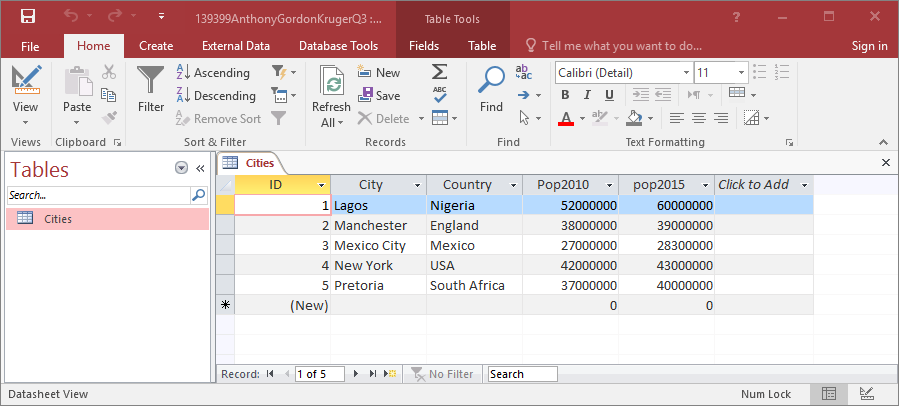 139399AnthonyGordonKrugerQ3 :... Table Tools
File Home Create External Data Database Tools Fields Table Tell me what you want to do... Sign in
View Paste Filter Ascending Descending Remove Sort Refresh All New Save Delete Find Calibri (Detail) 11
B I U A
Views Clipboard Sort & Filter Records Find Text Formatting
Tables
Search...
Cities
Cities
ID City Country Pop2010 pop2015 Click to Add
1 Lagos Nigeria 52000000 60000000
2 Manchester England 38000000 39000000
3 Mexico City Mexico 27000000 28300000
4 New York USA 42000000 43000000
5 Pretoria South Africa 37000000 40000000
(New) 0 0
Record: 1 of 5 No Filter Search
Datasheet View Num Lock